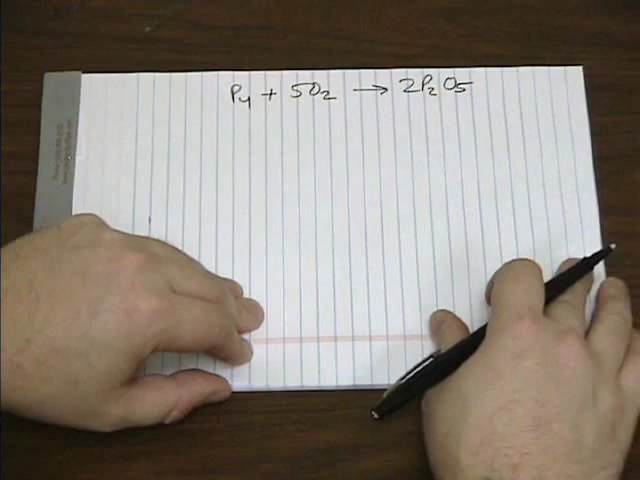 P₄ + 5O₂ → 2P₂O₅